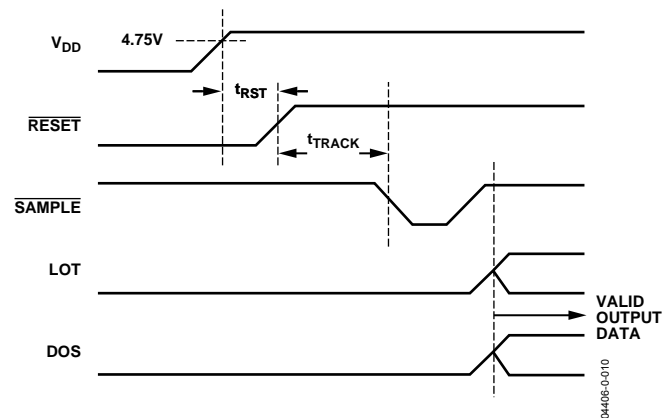 VDD
4.75V
tRST
RESET
tTRACK
SAMPLE
LOT
VALID
OUTPUT
DATA
DOS
04406-0-010